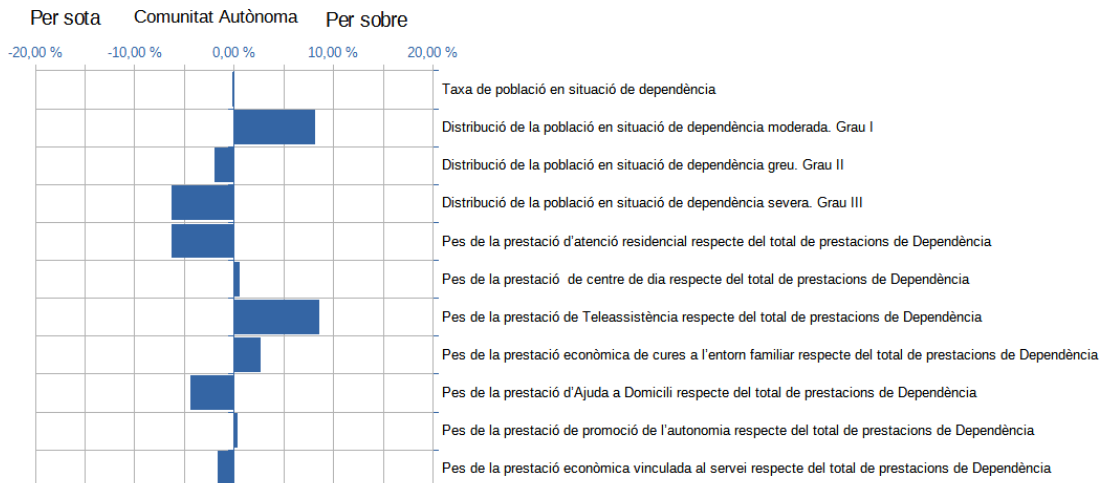 Per sota Comunitat Autònoma Per sobre
-20,00 % -10,00 % 0,00 % 10,00 % 20,00 %
Taxa de població en situació de dependència
Distribució de la població en situació de dependència moderada. Grau I
Distribució de la població en situació de dependència greu. Grau II
Distribució de la població en situació de dependència severa. Grau III
Pes de la prestació d’atenció residencial respecte del total de prestacions de Dependència
Pes de la prestació  de centre de dia respecte del total de prestacions de Dependència
Pes de la prestació de Teleassistència respecte del total de prestacions de Dependència
Pes de la prestació econòmica de cures a l’entorn familiar respecte del total de prestacions de Dependència
Pes de la prestació d’Ajuda a Domicili respecte del total de prestacions de Dependència
Pes de la prestació de promoció de l’autonomia respecte del total de prestacions de Dependència
Pes de la prestació econòmica vinculada al servei respecte del total de prestacions de Dependència